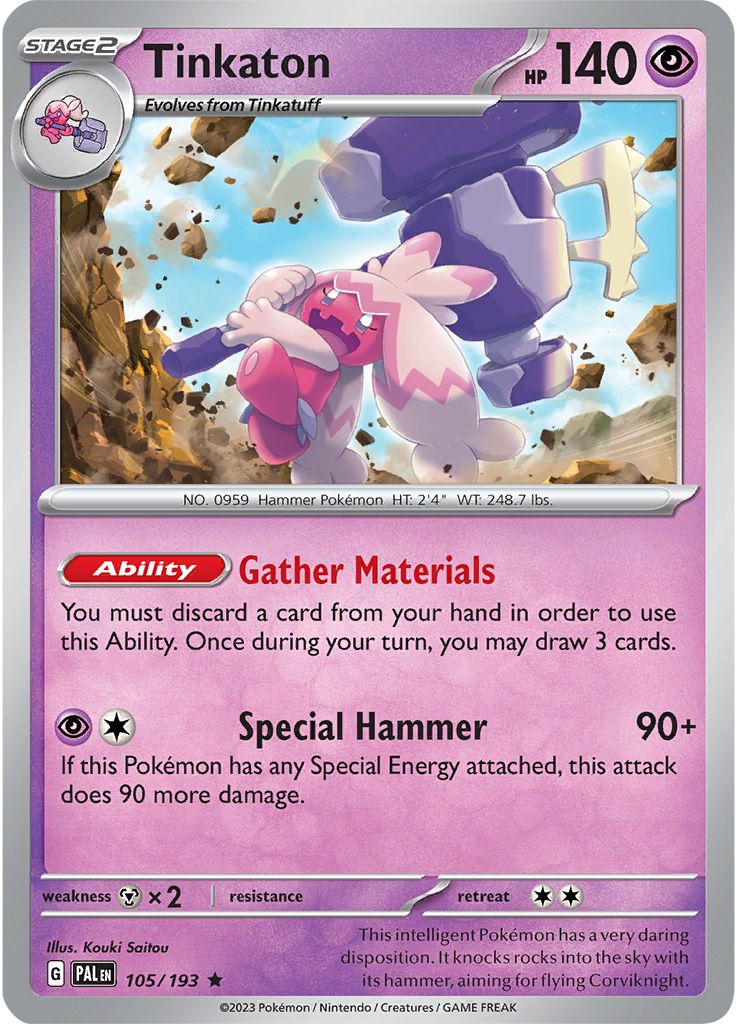 STAGE2
Tinkaton
HP 140
Evolves from Tinkatuff
NO. 0959 Hammer Pokémon HT: 2'4" WT: 248.7 lbs.
Ability Gather Materials
You must discard a card from your hand in order to use
this Ability. Once during your turn, you may draw 3 cards.
Special Hammer 90+
If this Pokémon has any Special Energy attached, this attack
does 90 more damage.
weakness ×2 resistance retreat
Illus. Kouki Saitou
G PAL EN 105/193 ★
This intelligent Pokémon has a very daring
disposition. It knocks rocks into the sky with
its hammer, aiming for flying Corviknight.
©2023 Pokémon / Nintendo / Creatures / GAME FREAK